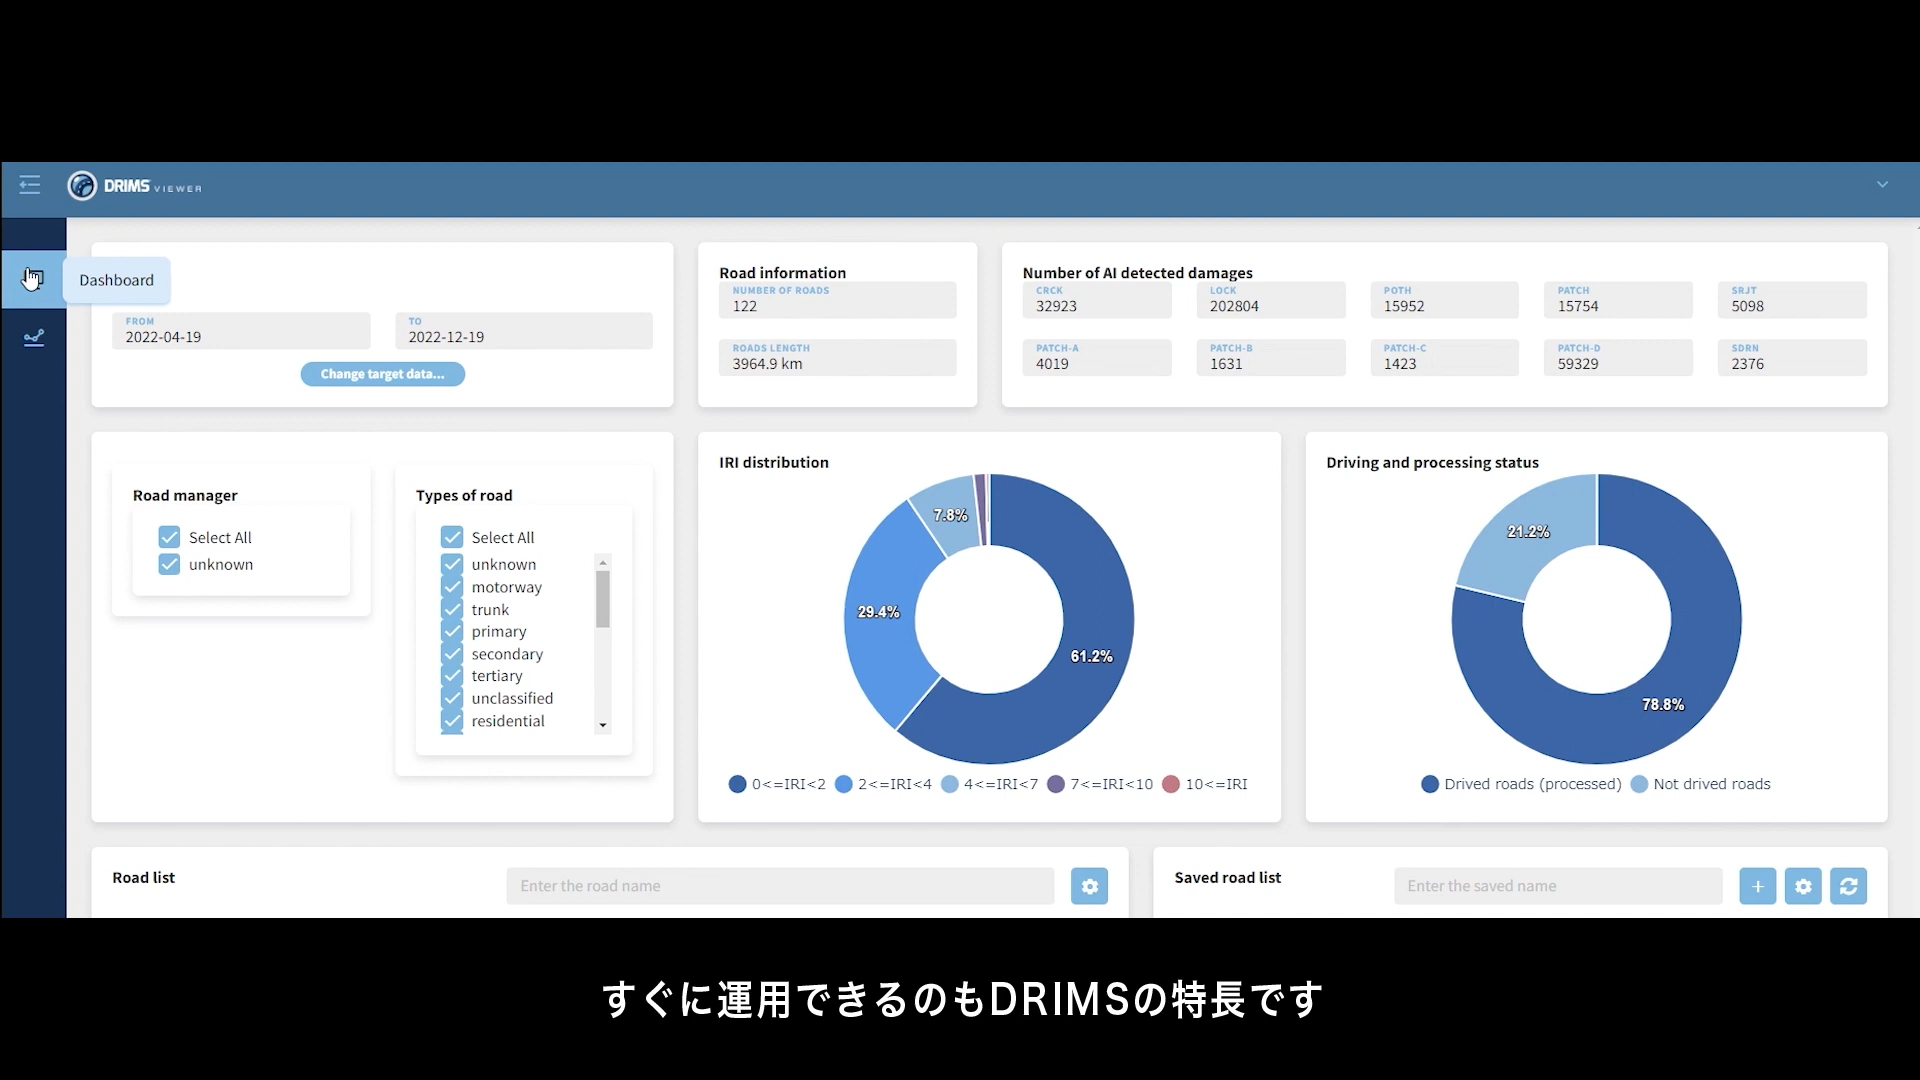 DRIMS VIEWER
Dashboard
FROM
2022-04-19
TO
2022-12-19
Change target data...
Road information
NUMBER OF ROADS
122
ROADS LENGTH
3964.9 km
Number of AI detected damages
CRCK
32923
LOCK
202804
POTH
15952
PATCH
15754
SRJT
5098
PATCH-A
4019
PATCH-B
1631
PATCH-C
1423
PATCH-D
59329
SDRN
2376
Road manager
Select All
unknown
Types of road
Select All
unknown
motorway
trunk
primary
secondary
tertiary
unclassified
residential
IRI distribution
7.8%
29.4%
61.2%
0<=IRI<2 2<=IRI<4 4<=IRI<7 7<=IRI<10 10<=IRI
Driving and processing status
21.2%
78.8%
Drived roads (processed) Not drived roads
Road list
Enter the road name
Saved road list
Enter the saved name
すぐに運用できるのもDRIMSの特長です